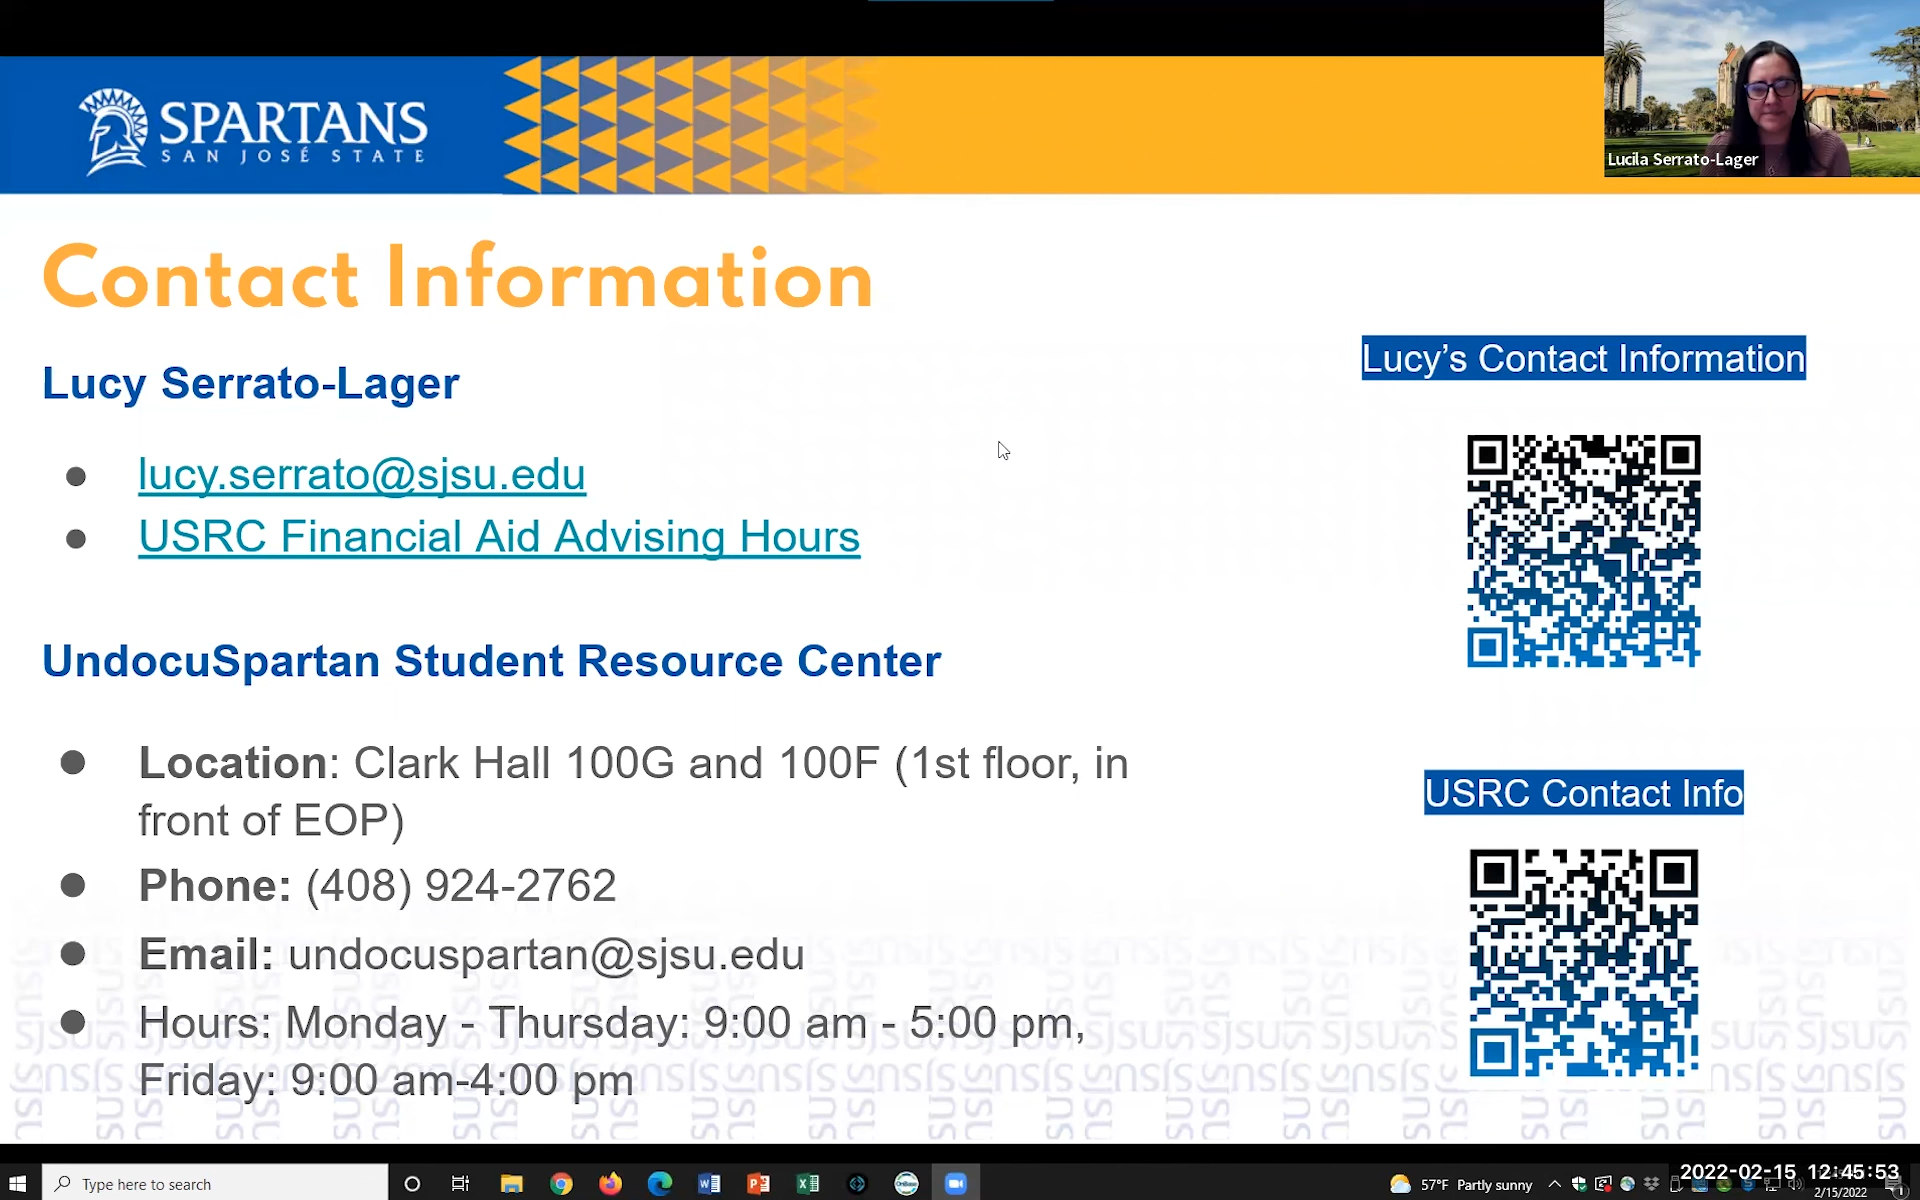 SPARTANS
SAN JOSÉ STATE
Lucila Serrato-Lager
Contact Information
Lucy Serrato-Lager
lucy.serrato@sjsu.edu
USRC Financial Aid Advising Hours
UndocuSpartan Student Resource Center
Location: Clark Hall 100G and 100F (1st floor, in
front of EOP)
Phone: (408) 924-2762
Email: undocuspartan@sjsu.edu
Hours: Monday - Thursday: 9:00 am - 5:00 pm,
Friday: 9:00 am-4:00 pm
Lucy’s Contact Information
USRC Contact Info
Type here to search
57°F Partly sunny
2022-02-15 12:45:53
2/15/2022